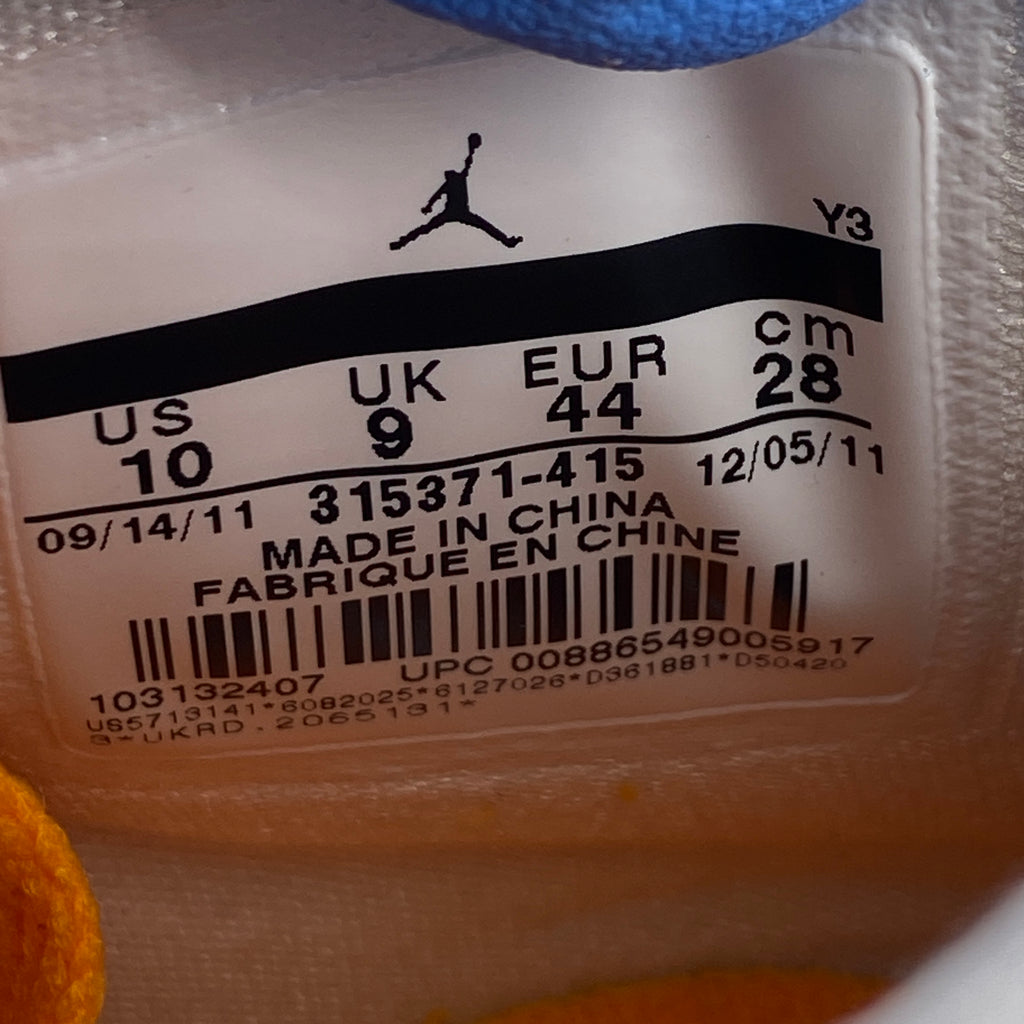 Y3
US UK EUR cm
10 9 44 28
09/14/11 315371-415 12/05/11
MADE IN CHINA
FABRIQUE EN CHINE
103132407 UPC 00886549005917
US5713141*6082025*6127026*D361881*D50420
3*UKRD.2065131*